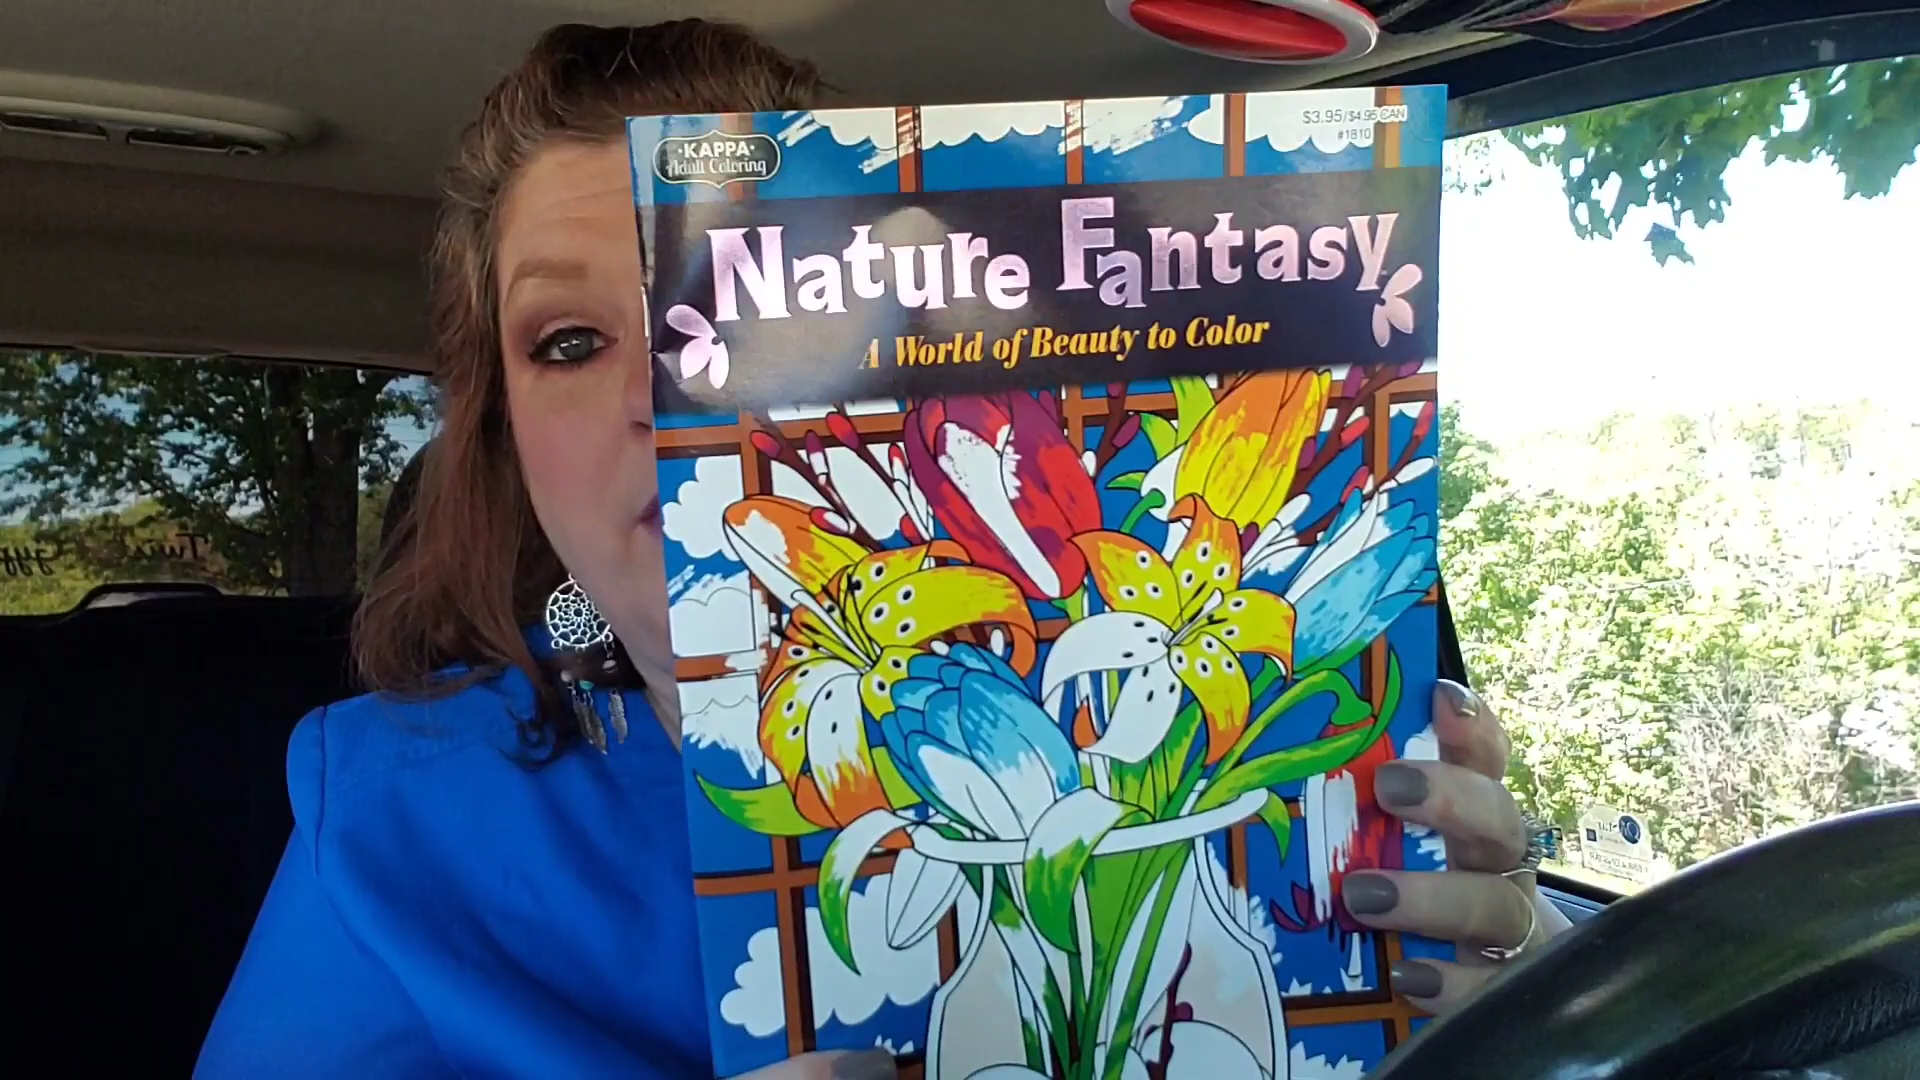 ·KAPPA·
Adult Coloring
$3.95/$4.95 CAN
#1810
Nature Fantasy
A World of Beauty to Color